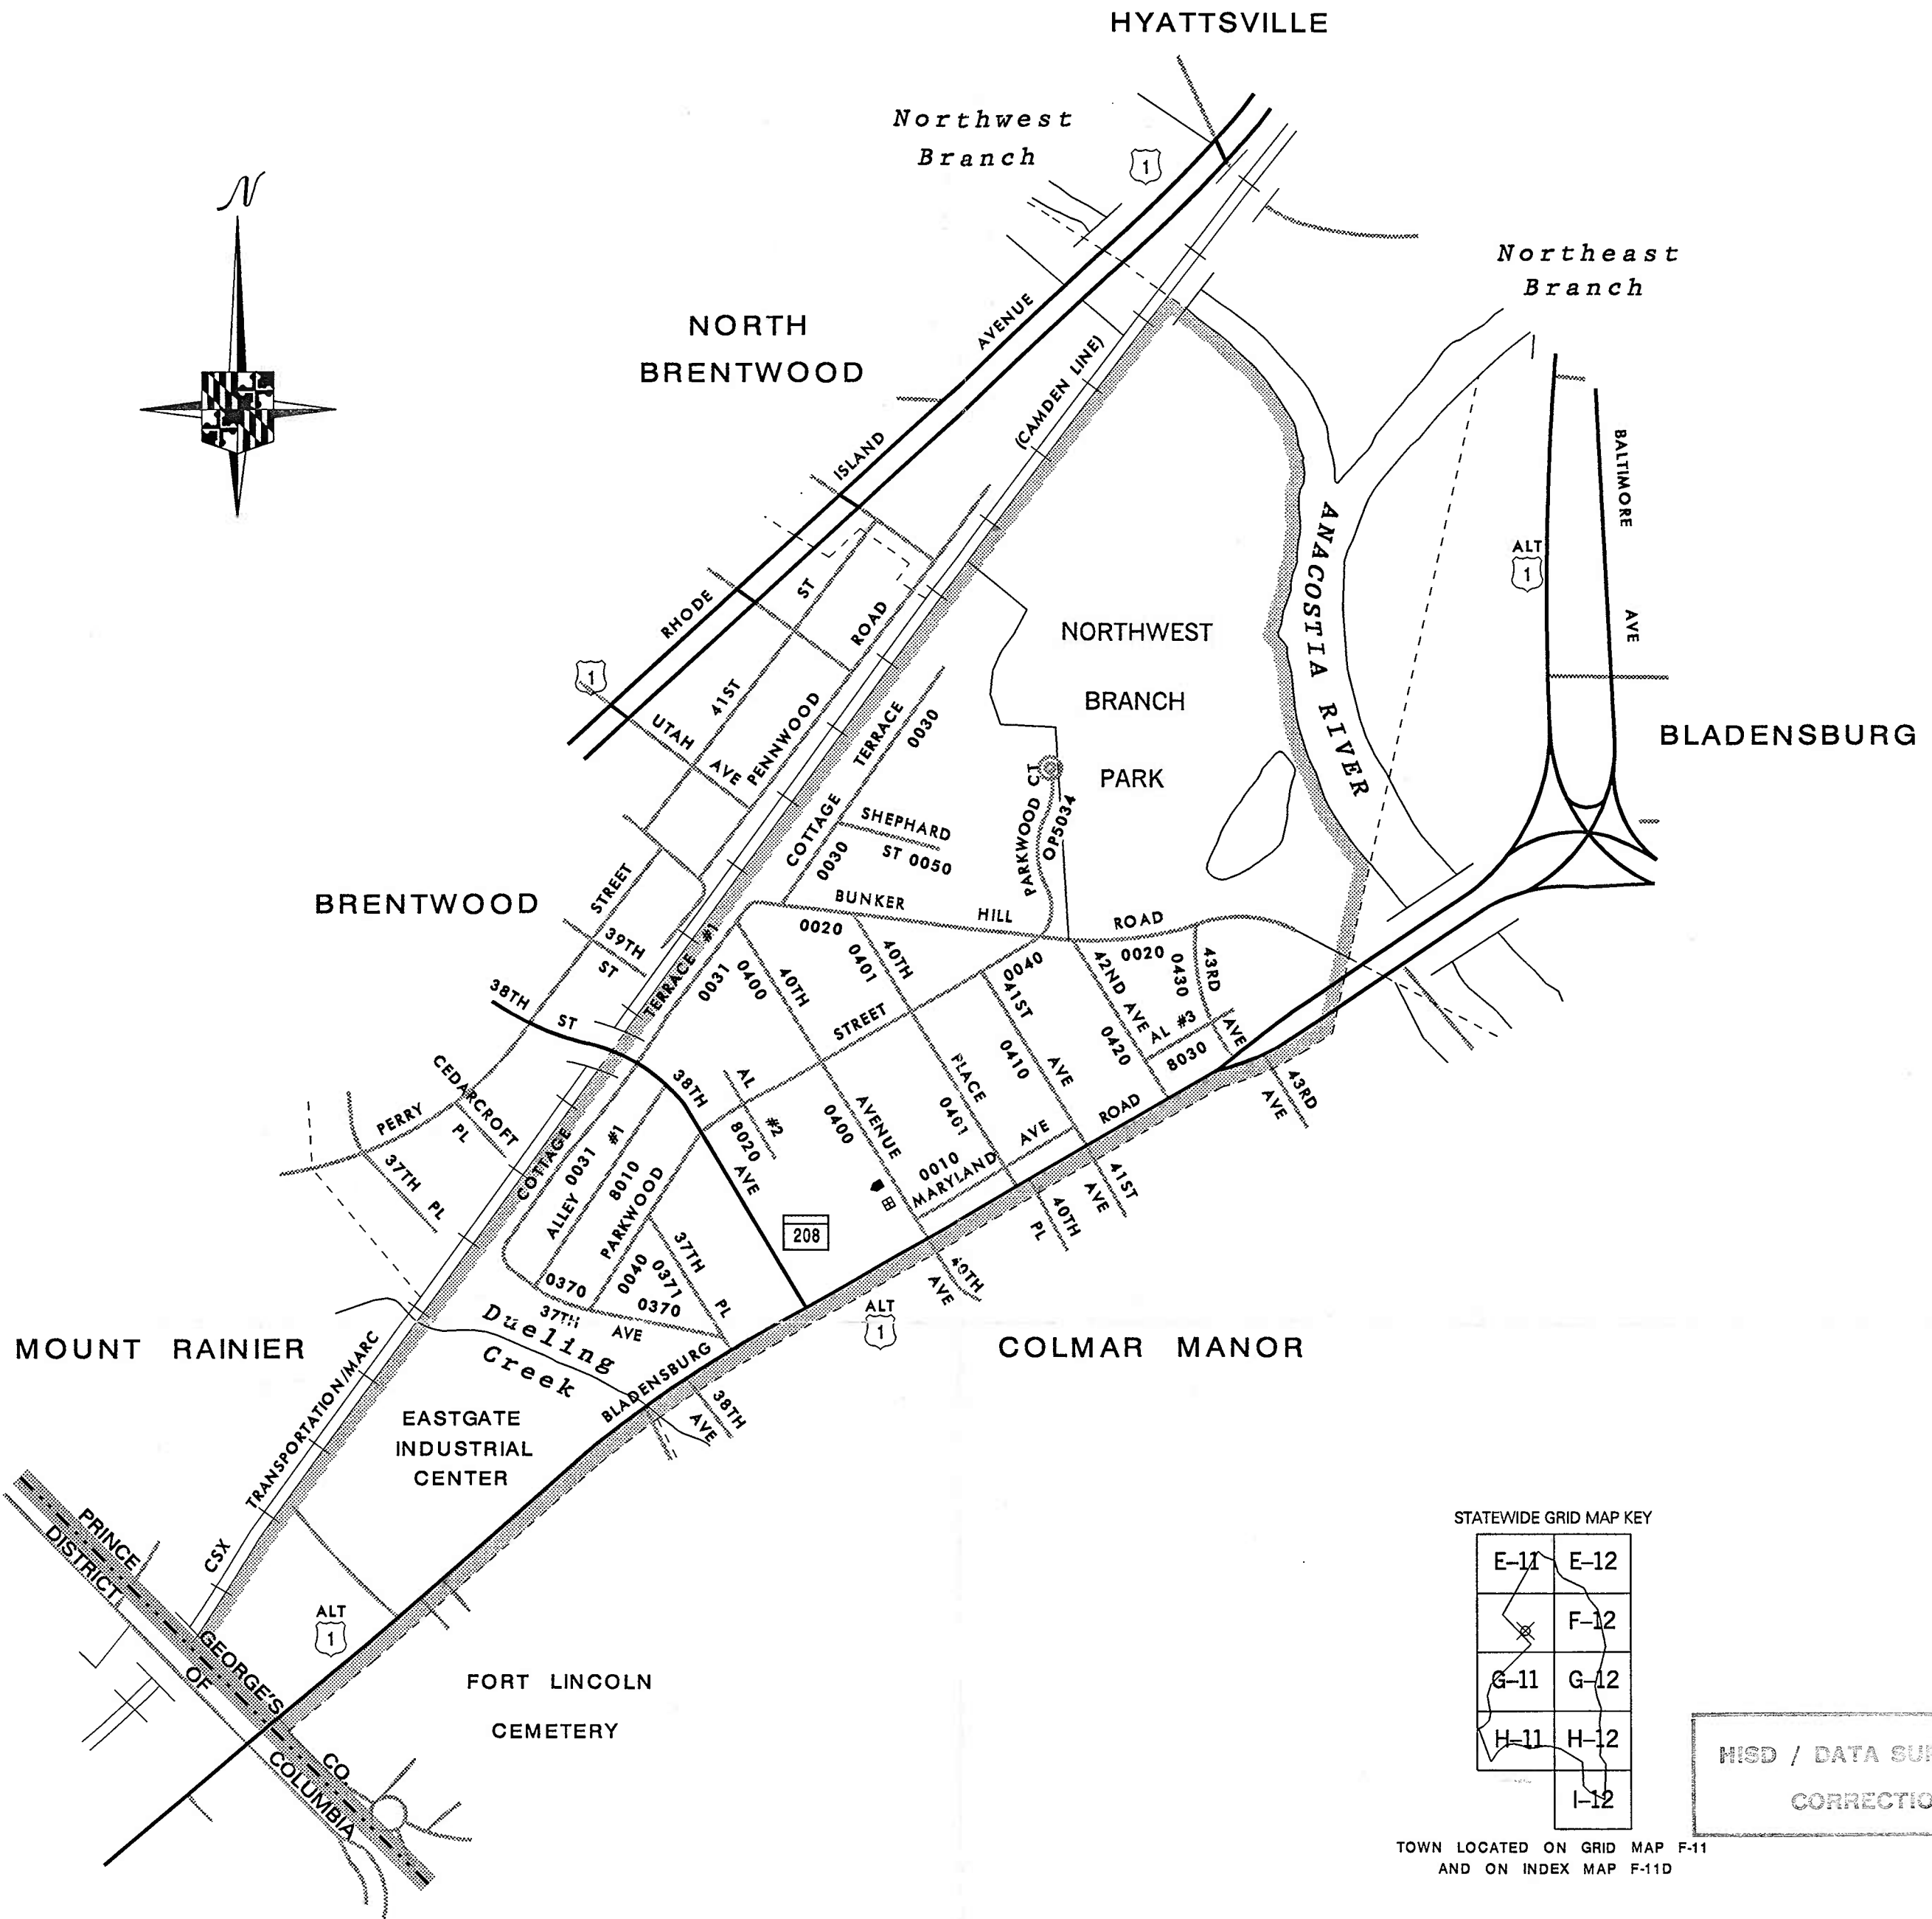 HYATTSVILLE
Northwest
Branch
1
N
Northeast
Branch
NORTH
BRENTWOOD
RHODE ISLAND AVENUE
(CAMDEN LINE)
BALTIMORE AVE
ALT
1
ANACOSTIA RIVER
NORTHWEST
BRANCH
PARK
1
41ST ST
PENNWOOD ROAD
UTAH AVE
BLADENSBURG
COTTAGE TERRACE
0030
0030
SHEPHARD
ST 0050
PARKWOOD CT
OP5034
BRENTWOOD
BUNKER HILL ROAD
0020
0020
STREET
39TH
ST
38TH ST
COTTAGE TERRACE #1
0031
0400
40TH AVENUE
0400
0401
40TH PLACE
0401
0040
41ST AVE
0410
42ND AVE
0420
0430
43RD AVE
AL #3
8030
PARKWOOD STREET
0040
38TH AVE
AL #2
8020
PERRY
CEDARCROFT
PL
37TH PL
ALLEY #1
0031
8010
37TH PL
0371
0370
0370
37TH AVE
208
0010
MARYLAND AVE
BLADENSBURG ROAD
43RD
AVE
41ST
AVE
40TH
PL
40TH
AVE
38TH
AVE
ALT
1
Dueling
Creek
MOUNT RAINIER
COLMAR MANOR
CSX TRANSPORTATION/MARC
EASTGATE
INDUSTRIAL
CENTER
PRINCE GEORGE'S CO.
DISTRICT OF COLUMBIA
ALT
1
FORT LINCOLN
CEMETERY
STATEWIDE GRID MAP KEY
E-11 E-12
F-12
G-11 G-12
H-11 H-12
I-12
TOWN LOCATED ON GRID MAP F-11
AND ON INDEX MAP F-11D
HISD / DATA